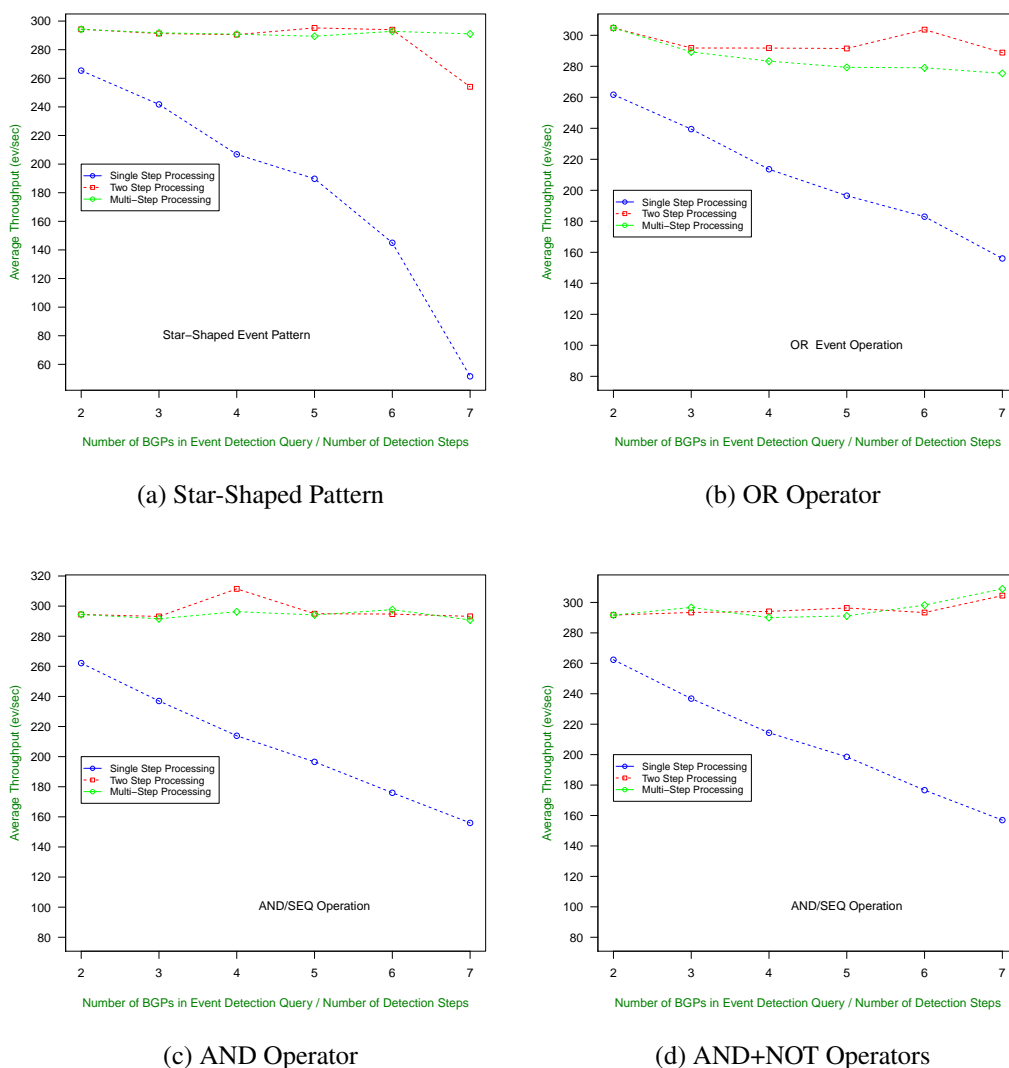 300
280
260
240
220
200
180
160
140
120
100
80
60
Average Throughput (ev/sec)
Single Step Processing
Two Step Processing
Multi−Step Processing
Star−Shaped Event Pattern
2 3 4 5 6 7
Number of BGPs in Event Detection Query / Number of Detection Steps
(a) Star-Shaped Pattern
300
280
260
240
220
200
180
160
140
120
100
80
Average Throughput (ev/sec)
Single Step Processing
Two Step Processing
Multi−Step Processing
OR Event Operation
2 3 4 5 6 7
Number of BGPs in Event Detection Query / Number of Detection Steps
(b) OR Operator
320
300
280
260
240
220
200
180
160
140
120
100
80
Average Throughput (ev/sec)
Single Step Processing
Two Step Processing
Multi−Step Processing
AND/SEQ Operation
2 3 4 5 6 7
Number of BGPs in Event Detection Query / Number of Detection Steps
(c) AND Operator
300
280
260
240
220
200
180
160
140
120
100
80
Average Throughput (ev/sec)
Single Step Processing
Two Step Processing
Multi−Step Processing
AND/SEQ Operation
2 3 4 5 6 7
Number of BGPs in Event Detection Query / Number of Detection Steps
(d) AND+NOT Operators